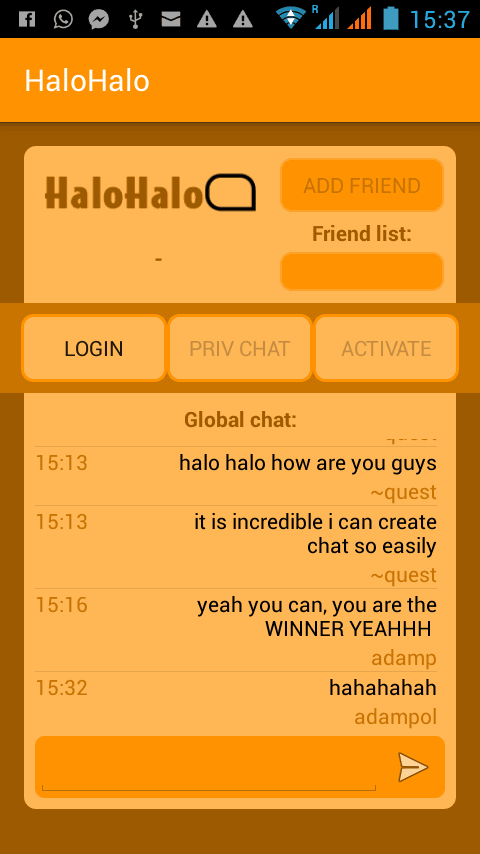 R
15:37
HaloHalo
HaloHalo
ADD FRIEND
Friend list:
-
LOGIN
PRIV CHAT
ACTIVATE
Global chat:
15:13
halo halo how are you guys
~quest
15:13
it is incredible i can create
chat so easily
~quest
15:16
yeah you can, you are the
WINNER YEAHHH
adamp
15:32
hahahahah
adampol